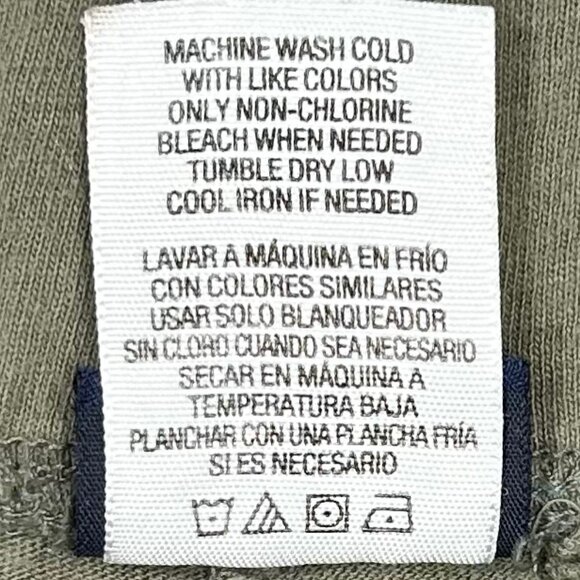 MACHINE WASH COLD
WITH LIKE COLORS
ONLY NON-CHLORINE
BLEACH WHEN NEEDED
TUMBLE DRY LOW
COOL IRON IF NEEDED
LAVAR A MÁQUINA EN FRÍO
CON COLORES SIMILARES
USAR SOLO BLANQUEADOR
SIN CLORO CUANDO SEA NECESARIO
SECAR EN MÁQUINA A
TEMPERATURA BAJA
PLANCHAR CON UNA PLANCHA FRÍA
SI ES NECESARIO